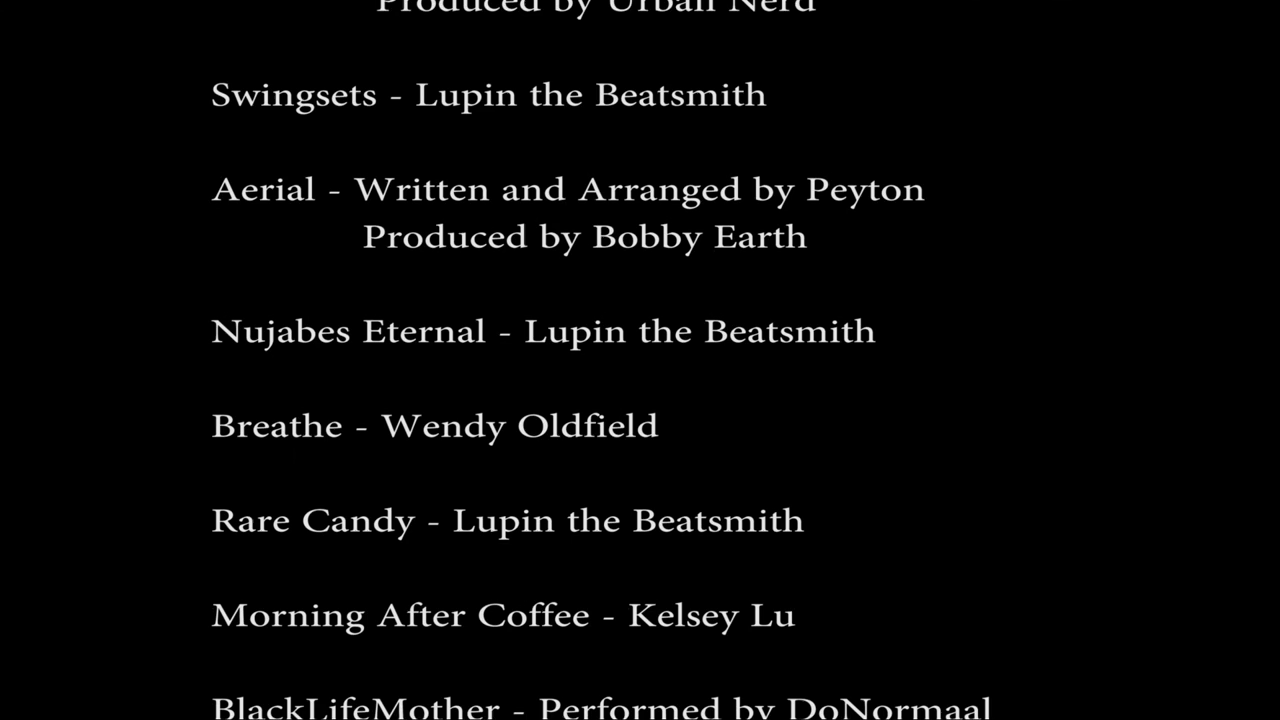 Produced by Urban Nerd
Swingsets - Lupin the Beatsmith
Aerial - Written and Arranged by Peyton
Produced by Bobby Earth
Nujabes Eternal - Lupin the Beatsmith
Breathe - Wendy Oldfield
Rare Candy - Lupin the Beatsmith
Morning After Coffee - Kelsey Lu
BlackLifeMother - Performed by DoNormaal